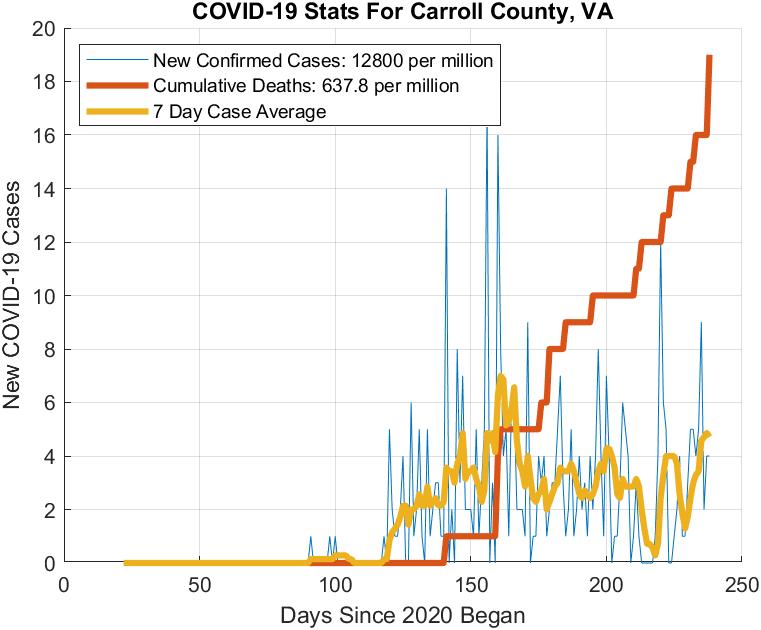 COVID-19 Stats For Carroll County, VA
New Confirmed Cases: 12800 per million
Cumulative Deaths: 637.8 per million
7 Day Case Average
New COVID-19 Cases
20
18
16
14
12
10
8
6
4
2
0
0 50 100 150 200 250
Days Since 2020 Began